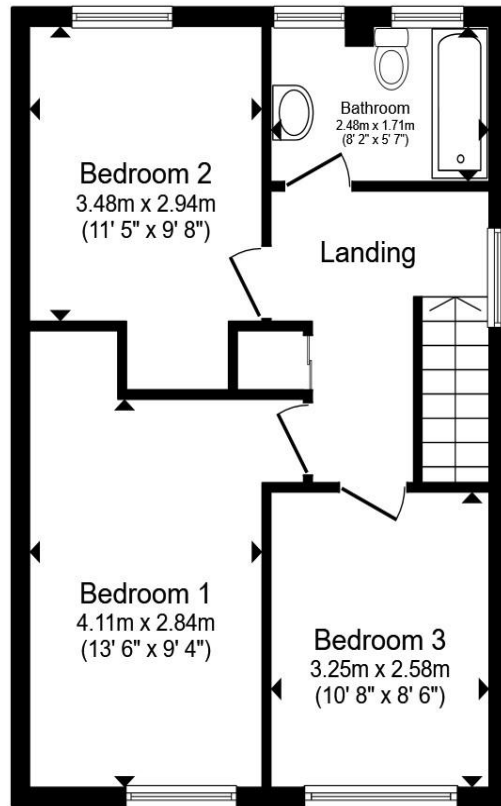 Bathroom
2.48m x 1.71m
(8' 2" x 5' 7")
Bedroom 2
3.48m x 2.94m
(11' 5" x 9' 8")
Landing
Bedroom 1
4.11m x 2.84m
(13' 6" x 9' 4")
Bedroom 3
3.25m x 2.58m
(10' 8" x 8' 6")